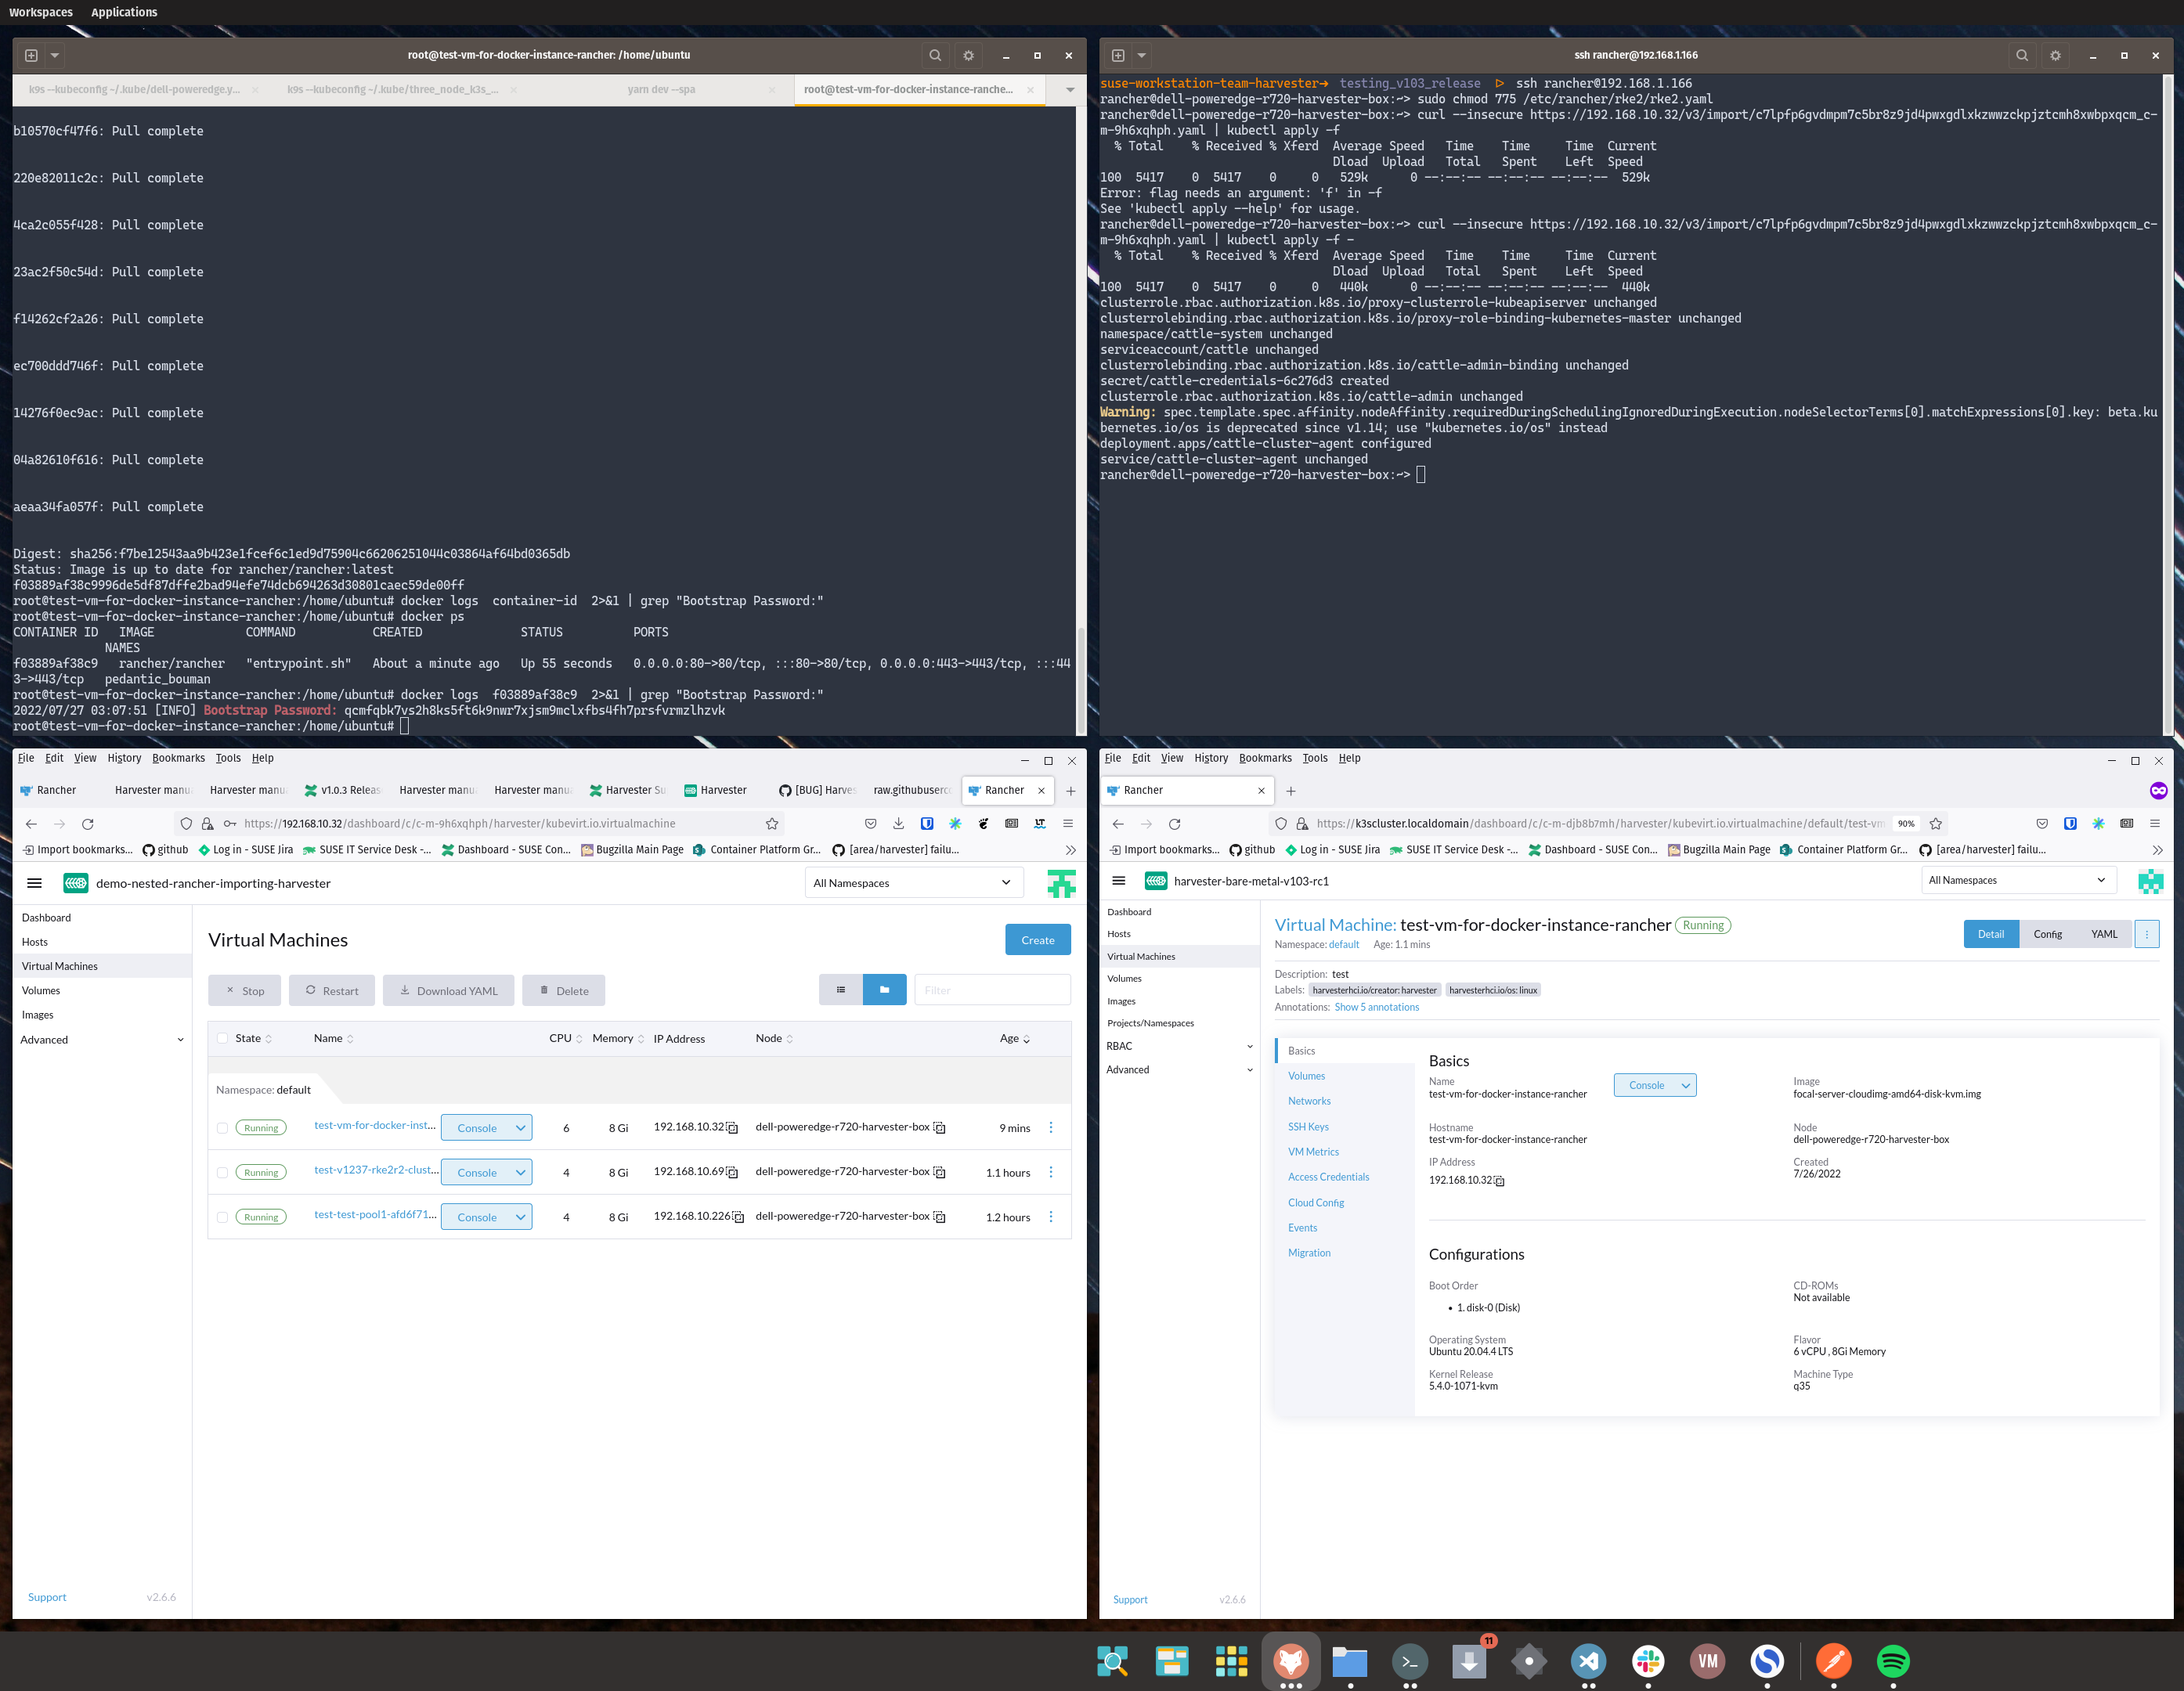 Workspaces Applications
root@test-vm-for-docker-instance-rancher: /home/ubuntu
k9s --kubeconfig ~/.kube/dell-poweredge.y...
k9s --kubeconfig ~/.kube/three_node_k3s_...
yarn dev --spa
root@test-vm-for-docker-instance-ranche...
b10570cf47f6: Pull complete
220e82011c2c: Pull complete
4ca2c055f428: Pull complete
23ac2f50c54d: Pull complete
f14262cf2a26: Pull complete
ec700ddd746f: Pull complete
14276f0ec9ac: Pull complete
04a82610f616: Pull complete
aeaa34fa057f: Pull complete
Digest: sha256:f7be12543aa9b423e1fcef6c1ed9d75904c66206251044c03864af64bd0365db
Status: Image is up to date for rancher/rancher:latest
f03889af38c9996de5df87dffe2bad94efe74dcb694263d30801caec59de00ff
root@test-vm-for-docker-instance-rancher:/home/ubuntu# docker logs  container-id  2>&1 | grep "Bootstrap Password:"
root@test-vm-for-docker-instance-rancher:/home/ubuntu# docker ps
CONTAINER ID   IMAGE             COMMAND           CREATED              STATUS          PORTS
NAMES
f03889af38c9   rancher/rancher   "entrypoint.sh"   About a minute ago   Up 55 seconds   0.0.0.0:80->80/tcp, :::80->80/tcp, 0.0.0.0:443->443/tcp, :::44
3->443/tcp   pedantic_bouman
root@test-vm-for-docker-instance-rancher:/home/ubuntu# docker logs  f03889af38c9  2>&1 | grep "Bootstrap Password:"
2022/07/27 03:07:51 [INFO] Bootstrap Password: qcmfqbk7vs2h8ks5ft6k9nwr7xjsm9mclxfbs4fh7prsfvrmzlhzvk
root@test-vm-for-docker-instance-rancher:/home/ubuntu#
ssh rancher@192.168.1.166
suse-workstation-team-harvester→ testing_v103_release ▷ ssh rancher@192.168.1.166
rancher@dell-poweredge-r720-harvester-box:~> sudo chmod 775 /etc/rancher/rke2/rke2.yaml
rancher@dell-poweredge-r720-harvester-box:~> curl --insecure https://192.168.10.32/v3/import/c7lpfp6gvdmpm7c5br8z9jd4pwxgdlxkzwwzckpjztcmh8xwbpxqcm_c-
m-9h6xqhph.yaml | kubectl apply -f
% Total    % Received % Xferd  Average Speed   Time    Time     Time  Current
Dload  Upload   Total   Spent    Left  Speed
100  5417    0  5417    0     0   529k      0 --:--:-- --:--:-- --:--:--  529k
Error: flag needs an argument: 'f' in -f
See 'kubectl apply --help' for usage.
rancher@dell-poweredge-r720-harvester-box:~> curl --insecure https://192.168.10.32/v3/import/c7lpfp6gvdmpm7c5br8z9jd4pwxgdlxkzwwzckpjztcmh8xwbpxqcm_c-
m-9h6xqhph.yaml | kubectl apply -f -
% Total    % Received % Xferd  Average Speed   Time    Time     Time  Current
Dload  Upload   Total   Spent    Left  Speed
100  5417    0  5417    0     0   440k      0 --:--:-- --:--:-- --:--:--  440k
clusterrole.rbac.authorization.k8s.io/proxy-clusterrole-kubeapiserver unchanged
clusterrolebinding.rbac.authorization.k8s.io/proxy-role-binding-kubernetes-master unchanged
namespace/cattle-system unchanged
serviceaccount/cattle unchanged
clusterrolebinding.rbac.authorization.k8s.io/cattle-admin-binding unchanged
secret/cattle-credentials-6c276d3 created
clusterrole.rbac.authorization.k8s.io/cattle-admin unchanged
Warning: spec.template.spec.affinity.nodeAffinity.requiredDuringSchedulingIgnoredDuringExecution.nodeSelectorTerms[0].matchExpressions[0].key: beta.ku
bernetes.io/os is deprecated since v1.14; use "kubernetes.io/os" instead
deployment.apps/cattle-cluster-agent configured
service/cattle-cluster-agent unchanged
rancher@dell-poweredge-r720-harvester-box:~>
File Edit View History Bookmarks Tools Help
Rancher
Harvester manu
Harvester manu
v1.0.3 Releas
Harvester manu
Harvester manu
Harvester Su
Harvester
[BUG] Harves
raw.githubuserco
Rancher
https://192.168.10.32/dashboard/c/c-m-9h6xqhph/harvester/kubevirt.io.virtualmachine
Import bookmarks... github Log in - SUSE Jira SUSE IT Service Desk -... Dashboard - SUSE Con... Bugzilla Main Page Container Platform Gr... [area/harvester] failu...
demo-nested-rancher-importing-harvester
All Namespaces
Dashboard
Hosts
Virtual Machines
Volumes
Images
Advanced
Virtual Machines
Create
Stop Restart Download YAML Delete
Filter
State Name CPU Memory IP Address Node Age
Namespace: default
Running test-vm-for-docker-inst... Console 6 8 Gi 192.168.10.32 dell-poweredge-r720-harvester-box 9 mins
Running test-v1237-rke2r2-clust... Console 4 8 Gi 192.168.10.69 dell-poweredge-r720-harvester-box 1.1 hours
Running test-test-pool1-afd6f71... Console 4 8 Gi 192.168.10.226 dell-poweredge-r720-harvester-box 1.2 hours
Support v2.6.6
File Edit View History Bookmarks Tools Help
Rancher
https://k3scluster.localdomain/dashboard/c/c-m-djb8b7mh/harvester/kubevirt.io.virtualmachine/default/test-vm
90%
Import bookmarks... github Log in - SUSE Jira SUSE IT Service Desk -... Dashboard - SUSE Con... Bugzilla Main Page Container Platform Gr... [area/harvester] failu...
harvester-bare-metal-v103-rc1
All Namespaces
Dashboard
Hosts
Virtual Machines
Volumes
Images
Projects/Namespaces
RBAC
Advanced
Virtual Machine: test-vm-for-docker-instance-rancher Running
Namespace: default Age: 1.1 mins
Detail Config YAML
Description: test
Labels: harvesterhci.io/creator: harvester harvesterhci.io/os: linux
Annotations: Show 5 annotations
Basics
Volumes
Networks
SSH Keys
VM Metrics
Access Credentials
Cloud Config
Events
Migration
Basics
Name
test-vm-for-docker-instance-rancher
Console
Image
focal-server-cloudimg-amd64-disk-kvm.img
Hostname
test-vm-for-docker-instance-rancher
Node
dell-poweredge-r720-harvester-box
IP Address
192.168.10.32
Created
7/26/2022
Configurations
Boot Order
1. disk-0 (Disk)
CD-ROMs
Not available
Operating System
Ubuntu 20.04.4 LTS
Flavor
6 vCPU , 8Gi Memory
Kernel Release
5.4.0-1071-kvm
Machine Type
q35
Support v2.6.6
11
VM